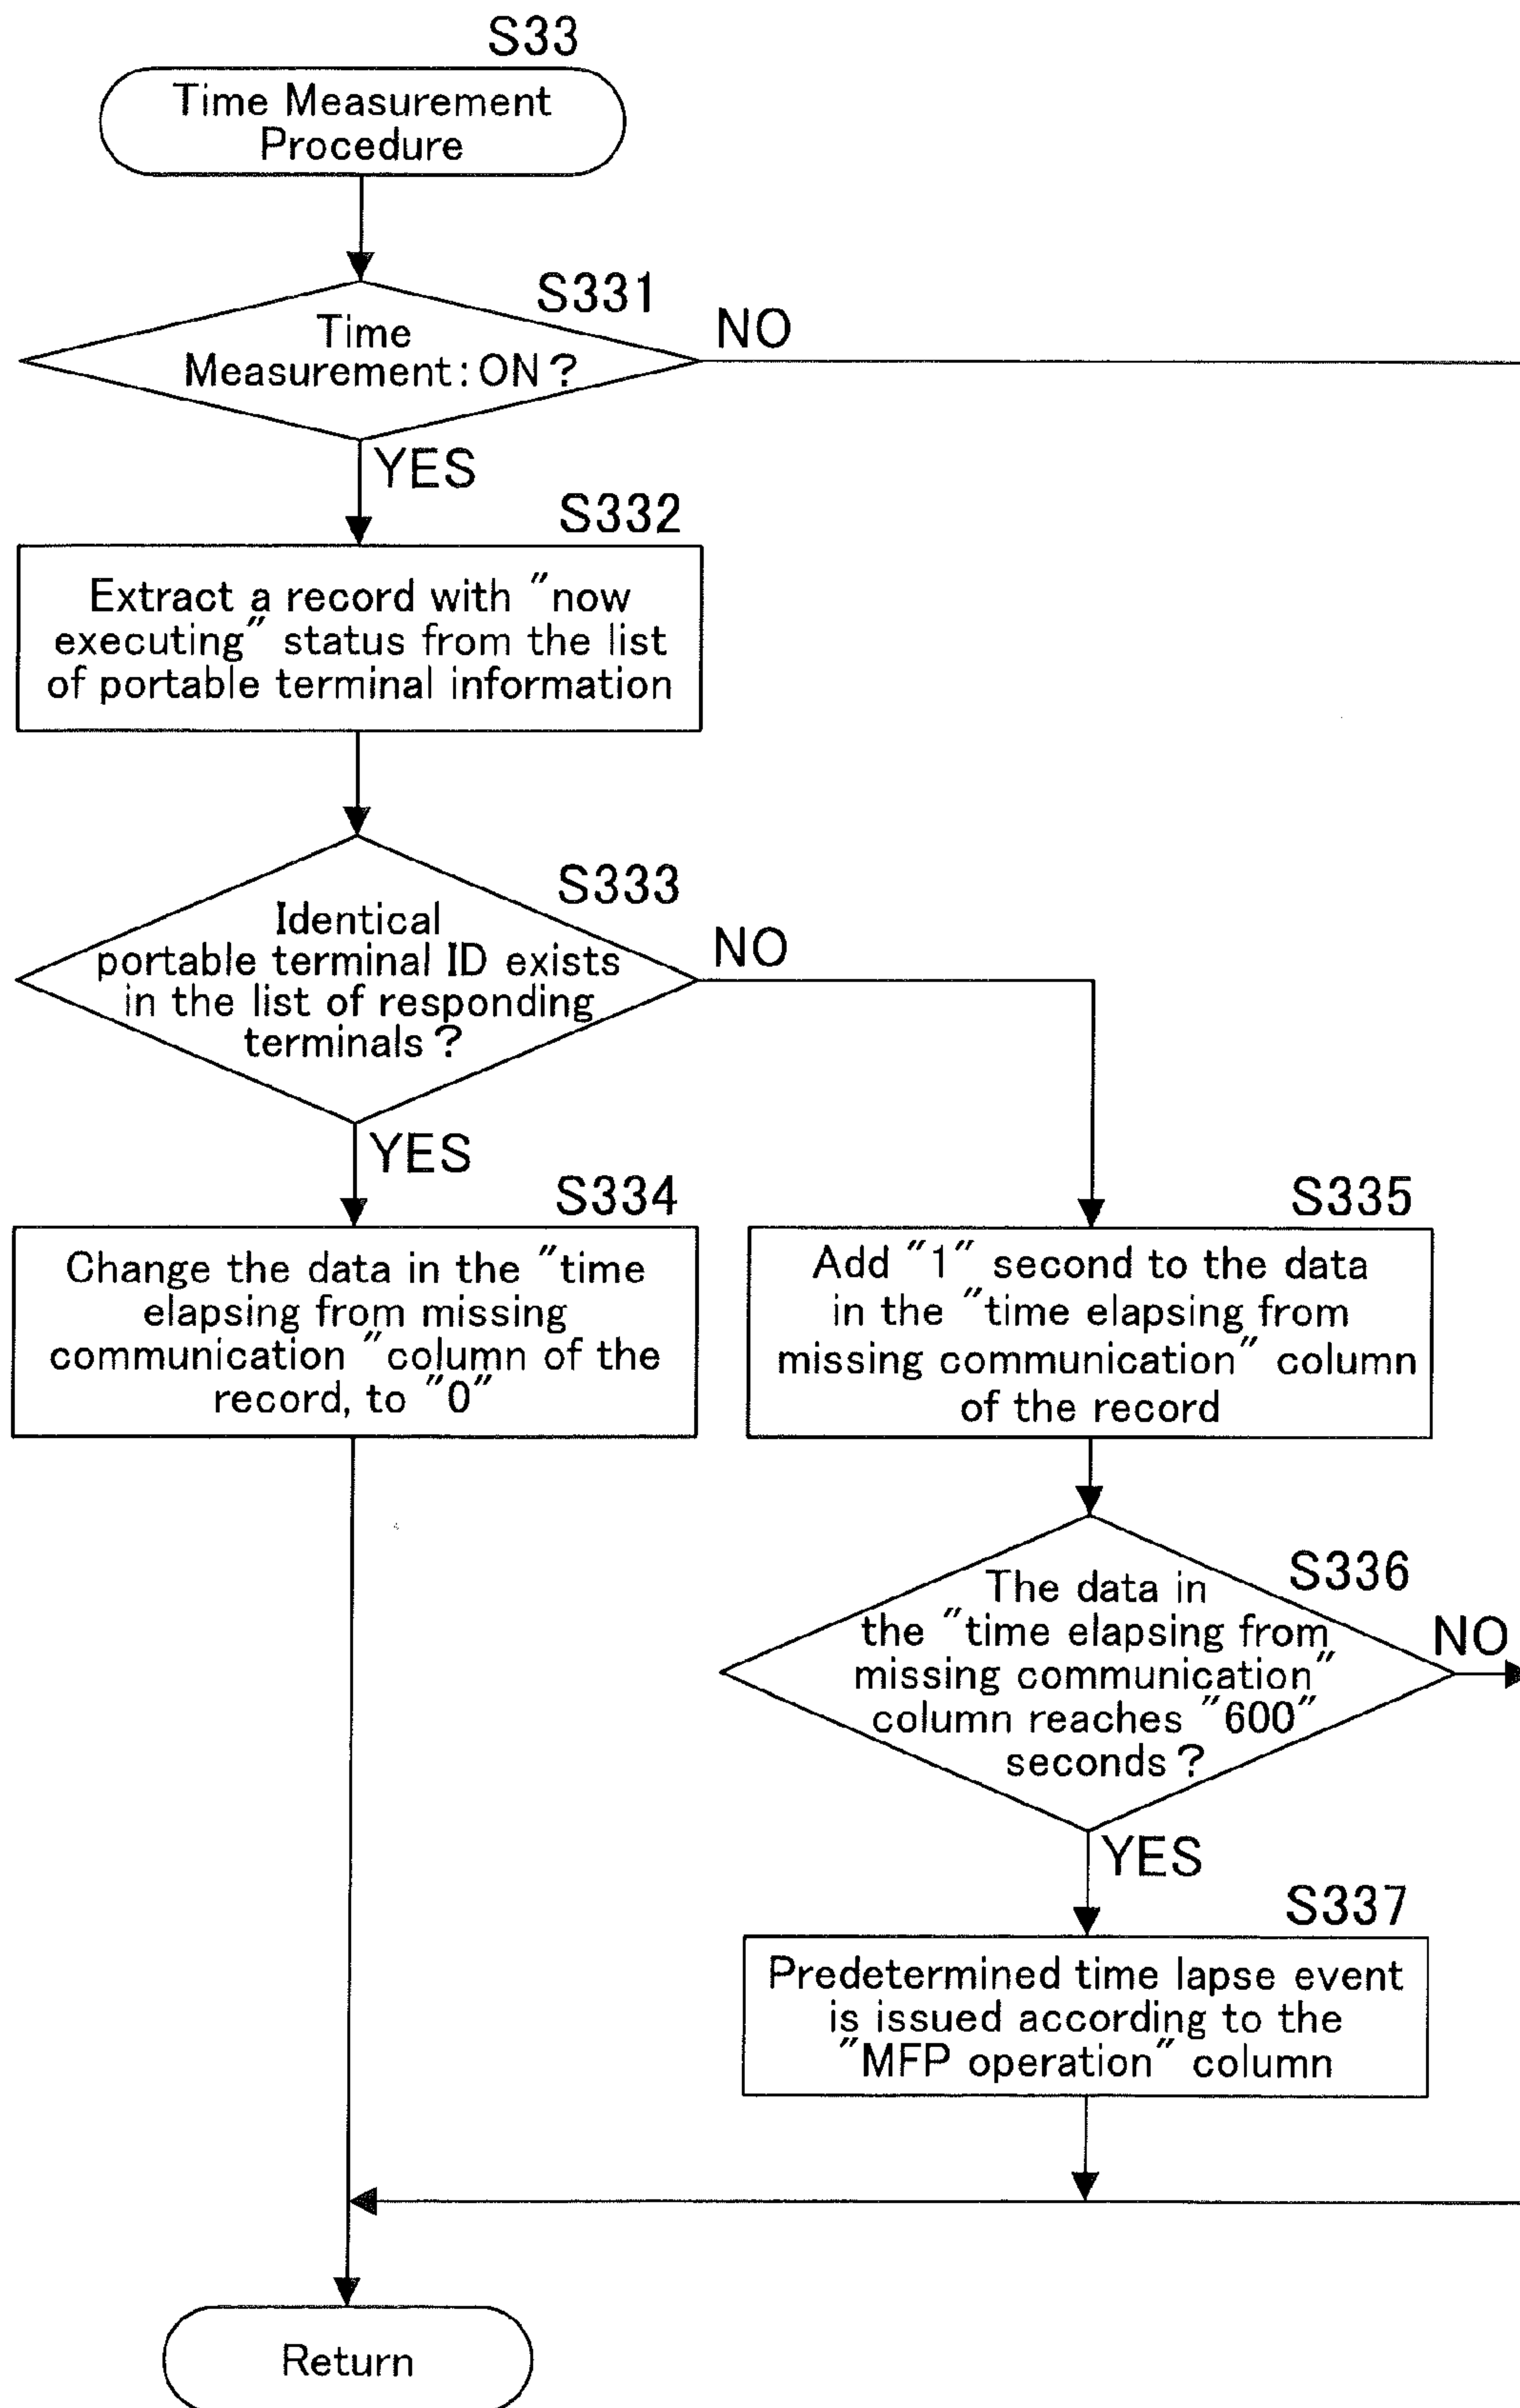 S33
Time Measurement
Procedure
S331
Time
Measurement:ON?
NO
YES
S332
Extract a record with "now
executing" status from the list
of portable terminal information
S333
Identical
portable terminal ID exists
in the list of responding
terminals?
NO
YES
S334
Change the data in the "time
elapsing from missing
communication "column of the
record, to "0"
S335
Add "1" second to the data
in the "time elapsing from
missing communication" column
of the record
S336
The data in
the "time elapsing from
missing communication"
column reaches "600"
seconds?
NO
YES
S337
Predetermined time lapse event
is issued according to the
"MFP operation" column
Return